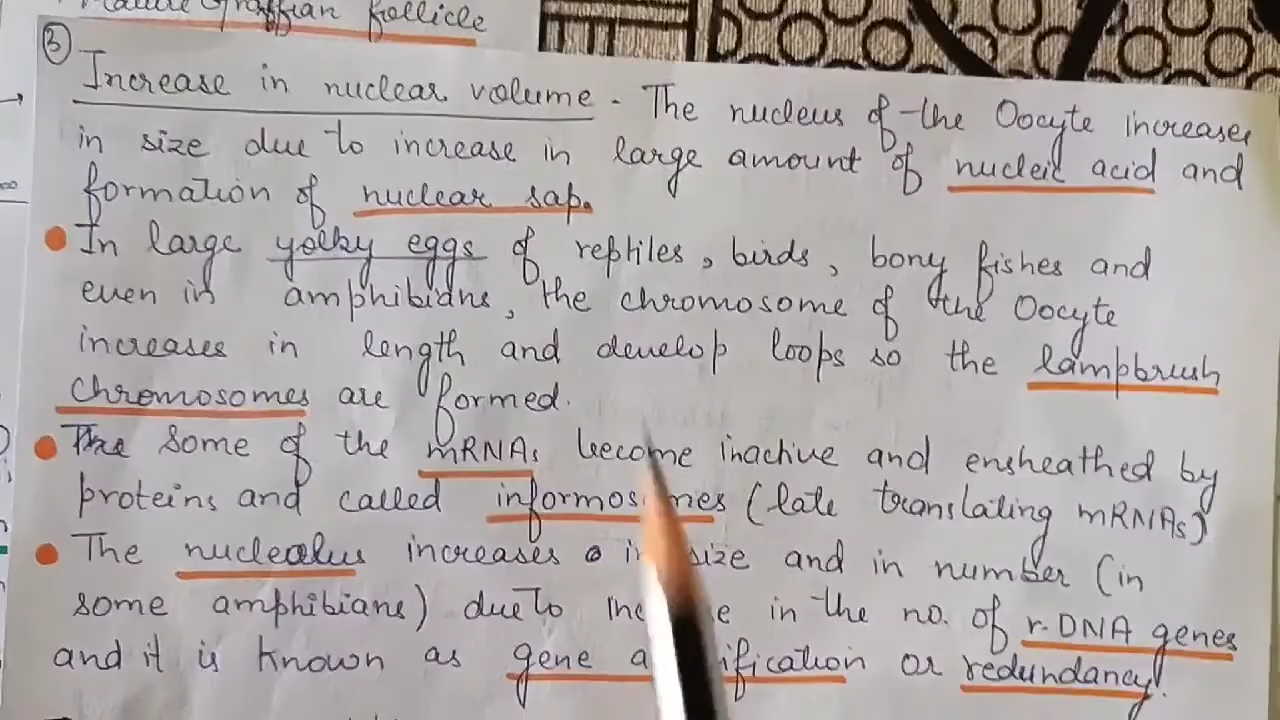 Mature Graffian follicle
③
Increase in nuclear volume - The nucleus of the Oocyte increases
in size due to increase in large amount of nucleic acid and
formation of nuclear sap.
In large yolky eggs of reptiles, birds, bony fishes and
even in amphibians, the chromosome of the Oocyte
increases in length and develop loops so the lampbrush
chromosomes are formed.
some of the mRNAs become inactive and ensheathed by
proteins and called informosomes (late translating mRNAs)
The nucleolus increases in size and in number (in
some amphibians) due to in the no. of r.DNA genes
and it is known as gene or redundancy.